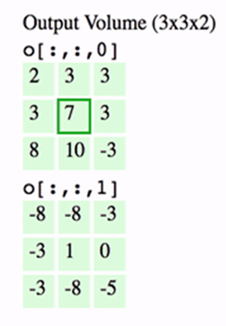 Output Volume (3x3x2)
o[:,:,0]
2 3 3
3 7 3
8 10 -3
o[:,:,1]
-8 -8 -3
-3 1 0
-3 -8 -5